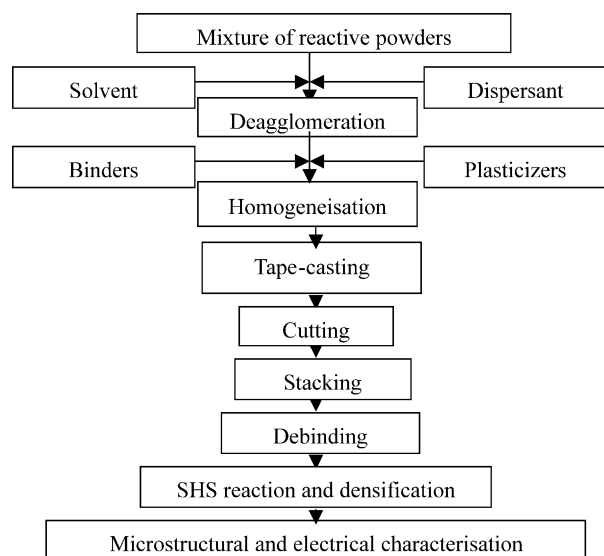 Mixture of reactive powders
Solvent
Dispersant
Deagglomeration
Binders
Plasticizers
Homogeneisation
Tape-casting
Cutting
Stacking
Debinding
SHS reaction and densification
Microstructural and electrical characterisation